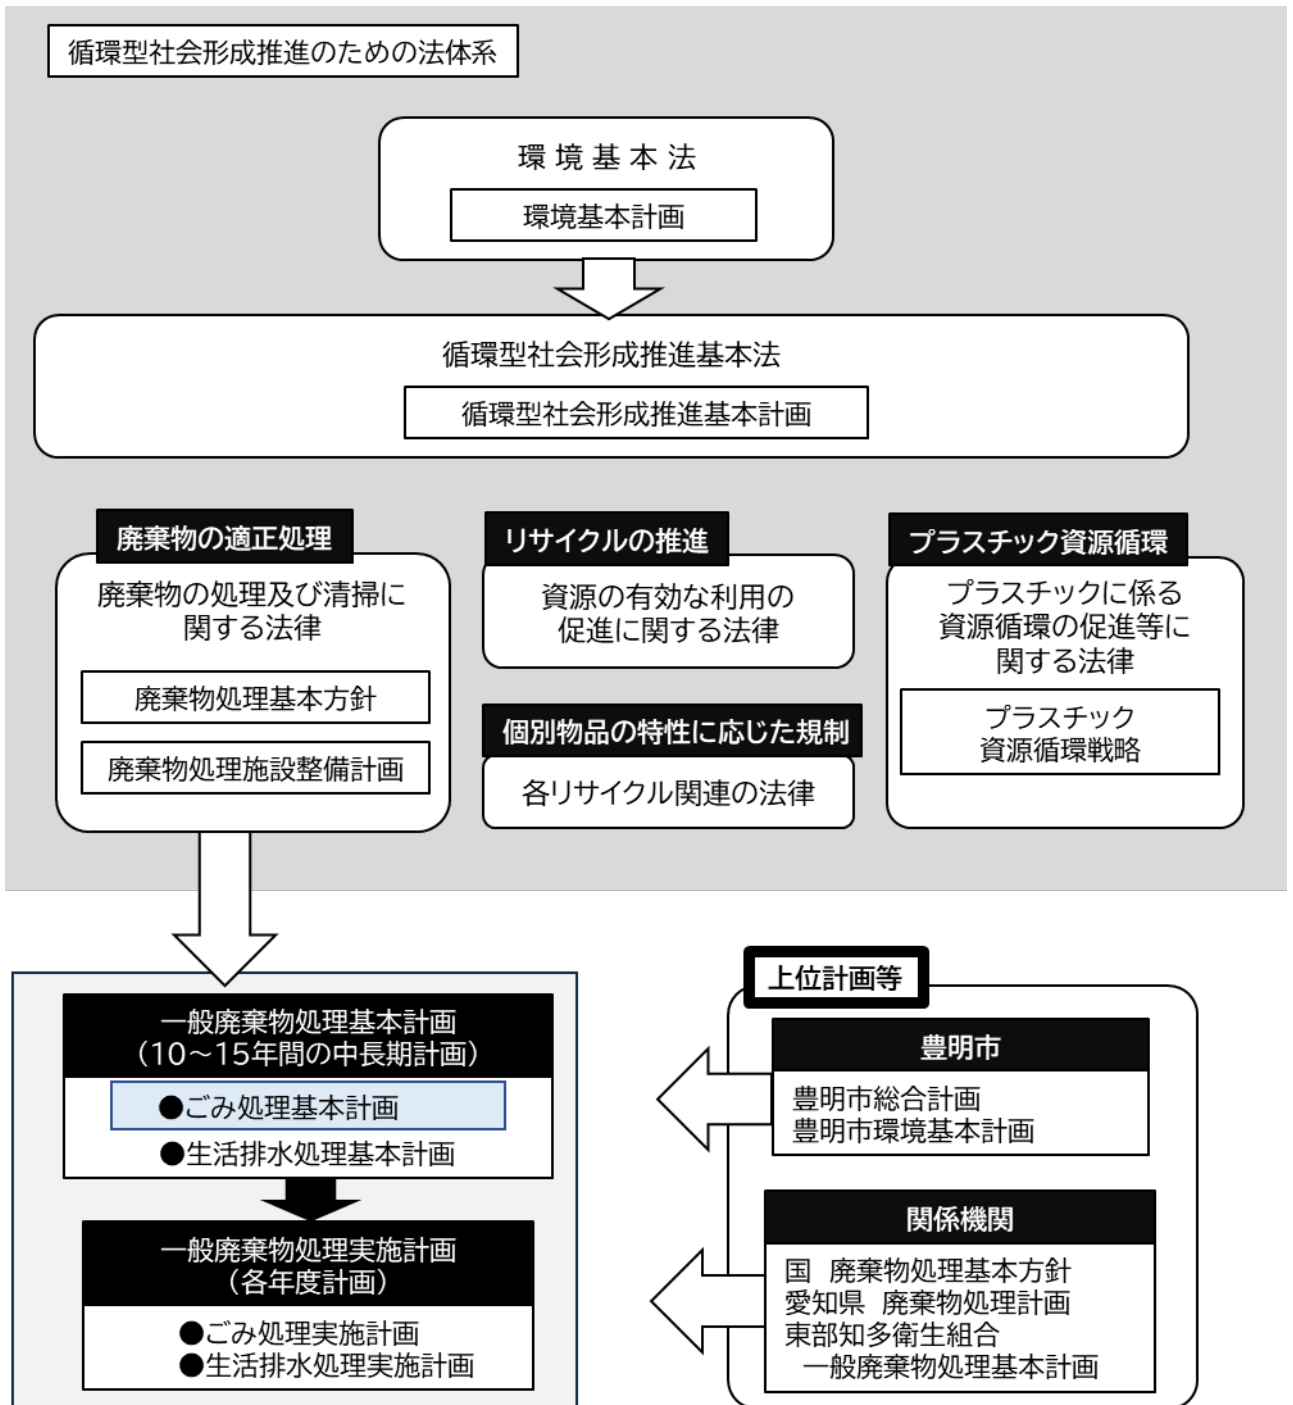 循環型社会形成推進のための法体系
環 境 基 本 法
環境基本計画
循環型社会形成推進基本法
循環型社会形成推進基本計画
廃棄物の適正処理
廃棄物の処理及び清掃に
関する法律
廃棄物処理基本方針
廃棄物処理施設整備計画
リサイクルの推進
資源の有効な利用の
促進に関する法律
個別物品の特性に応じた規制
各リサイクル関連の法律
プラスチック資源循環
プラスチックに係る
資源循環の促進等に
関する法律
プラスチック
資源循環戦略
一般廃棄物処理基本計画
（10～15年間の中長期計画）
●ごみ処理基本計画
●生活排水処理基本計画
一般廃棄物処理実施計画
（各年度計画）
●ごみ処理実施計画
●生活排水処理実施計画
上位計画等
豊明市
豊明市総合計画
豊明市環境基本計画
関係機関
国　廃棄物処理基本方針
愛知県　廃棄物処理計画
東部知多衛生組合
　一般廃棄物処理基本計画